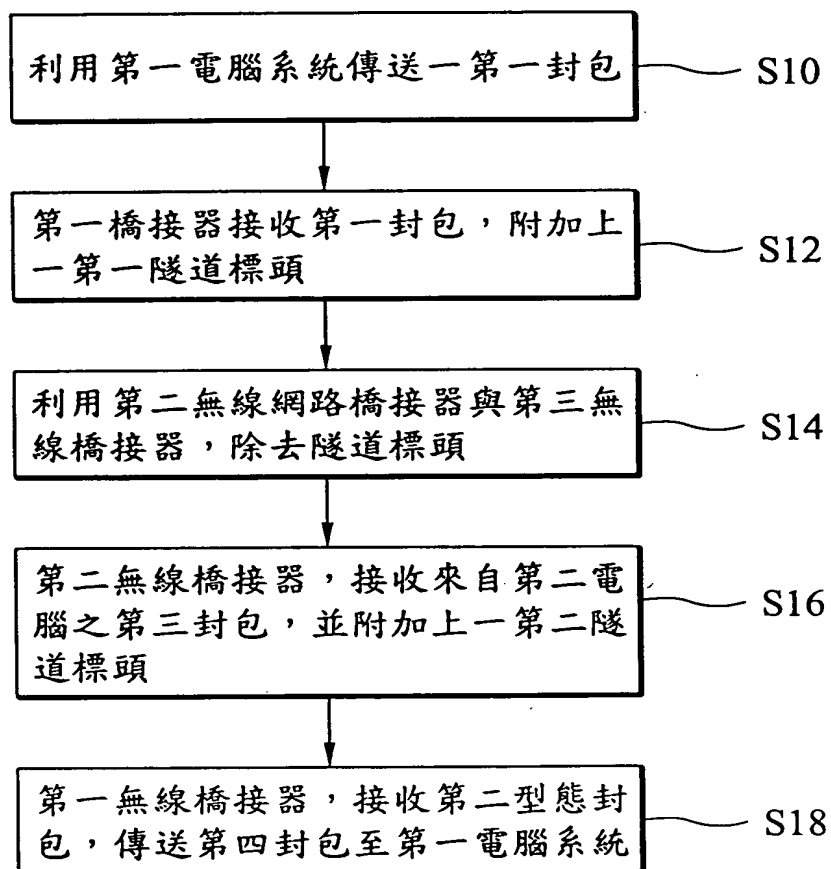 利用第一電腦系統傳送一第一封包
S10
第一橋接器接收第一封包，附加上
一第一隧道標頭
S12
利用第二無線網路橋接器與第三無
線橋接器，除去隧道標頭
S14
第二無線橋接器，接收來自第二電
腦之第三封包，並附加上一第二隧
道標頭
S16
第一無線橋接器，接收第二型態封
包，傳送第四封包至第一電腦系統
S18